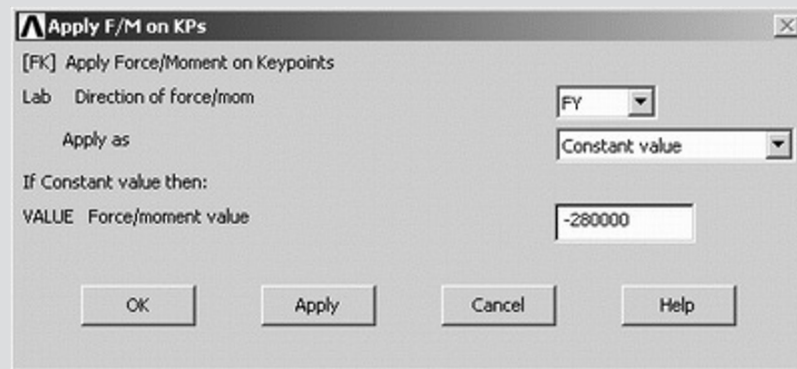 Apply F/M on KPs
[FK] Apply Force/Moment on Keypoints
Lab Direction of force/mom FY
Apply as Constant value
If Constant value then:
VALUE Force/moment value -280000
OK Apply Cancel Help